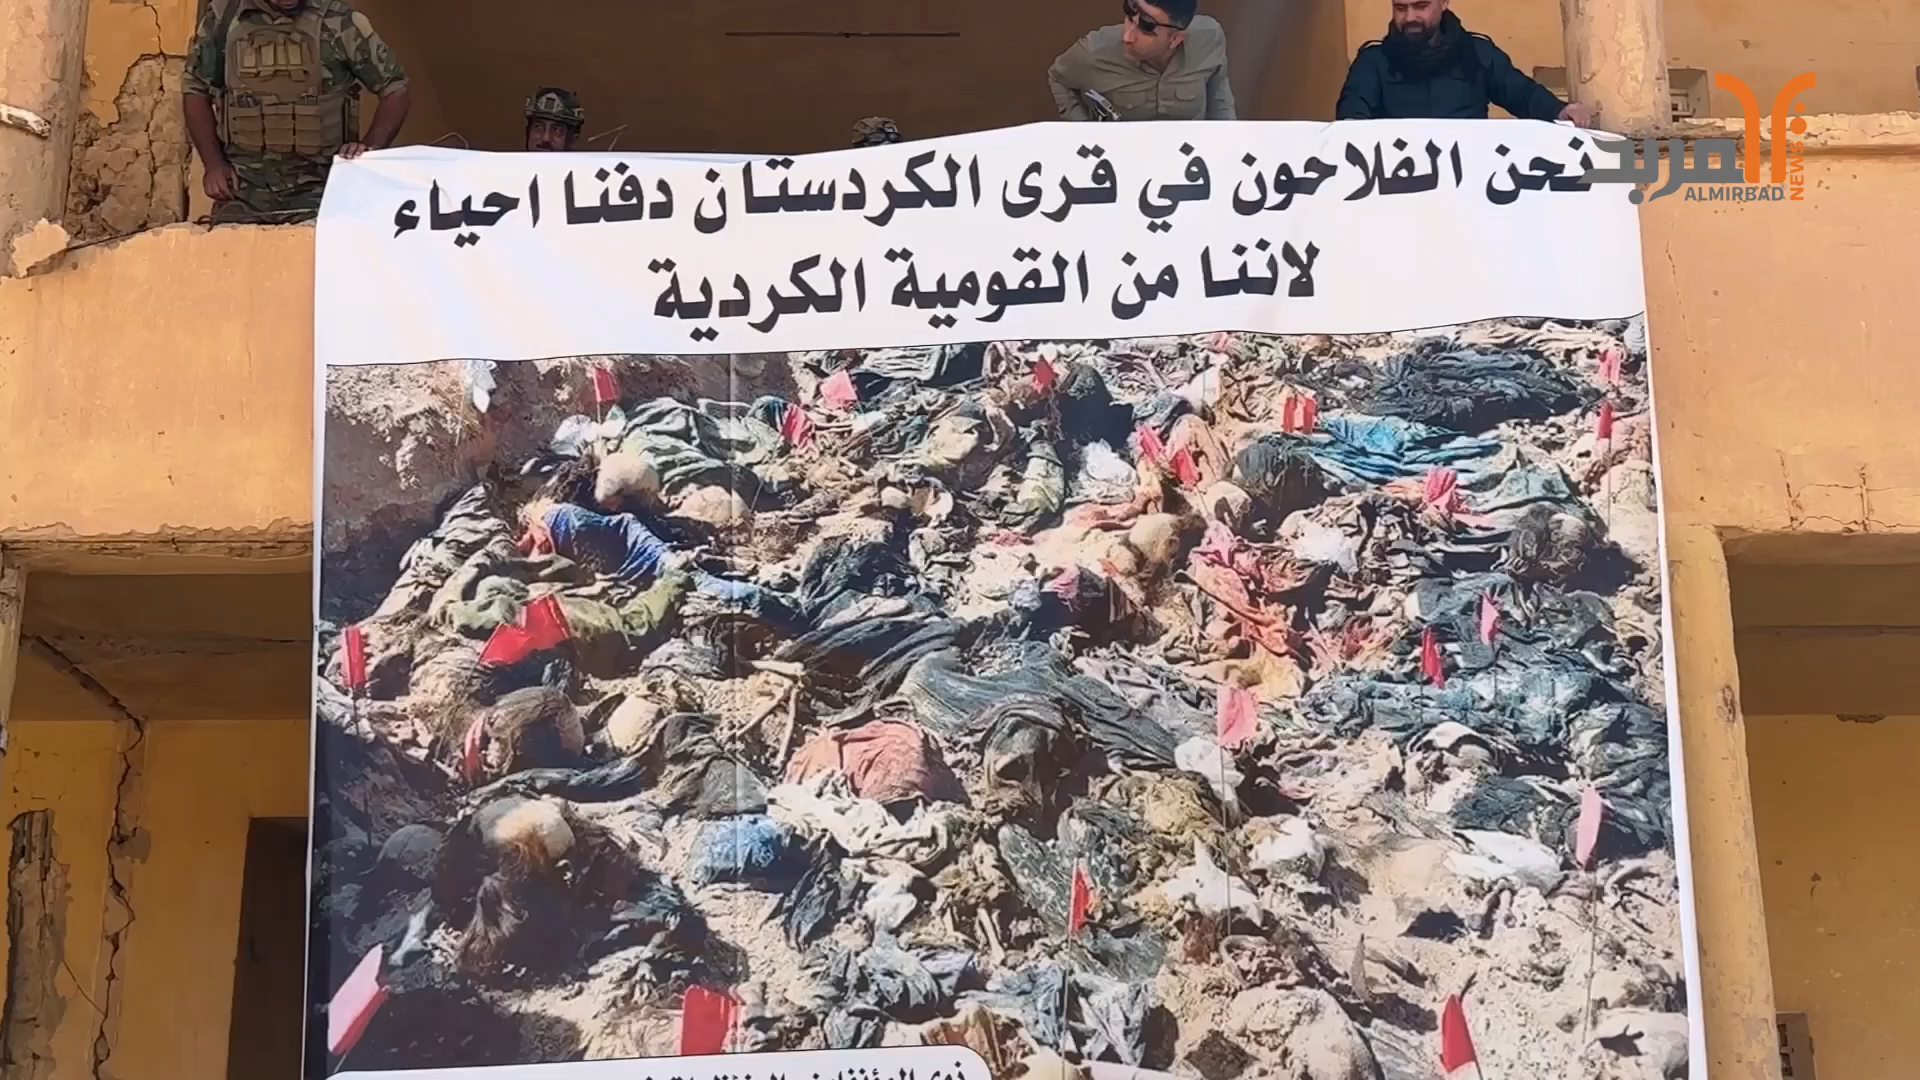 نحن الفلاحون في قرى الكردستان دفنا احياء
لاننا من القومية الكردية
المربد
ALMIRBAD
NEWS